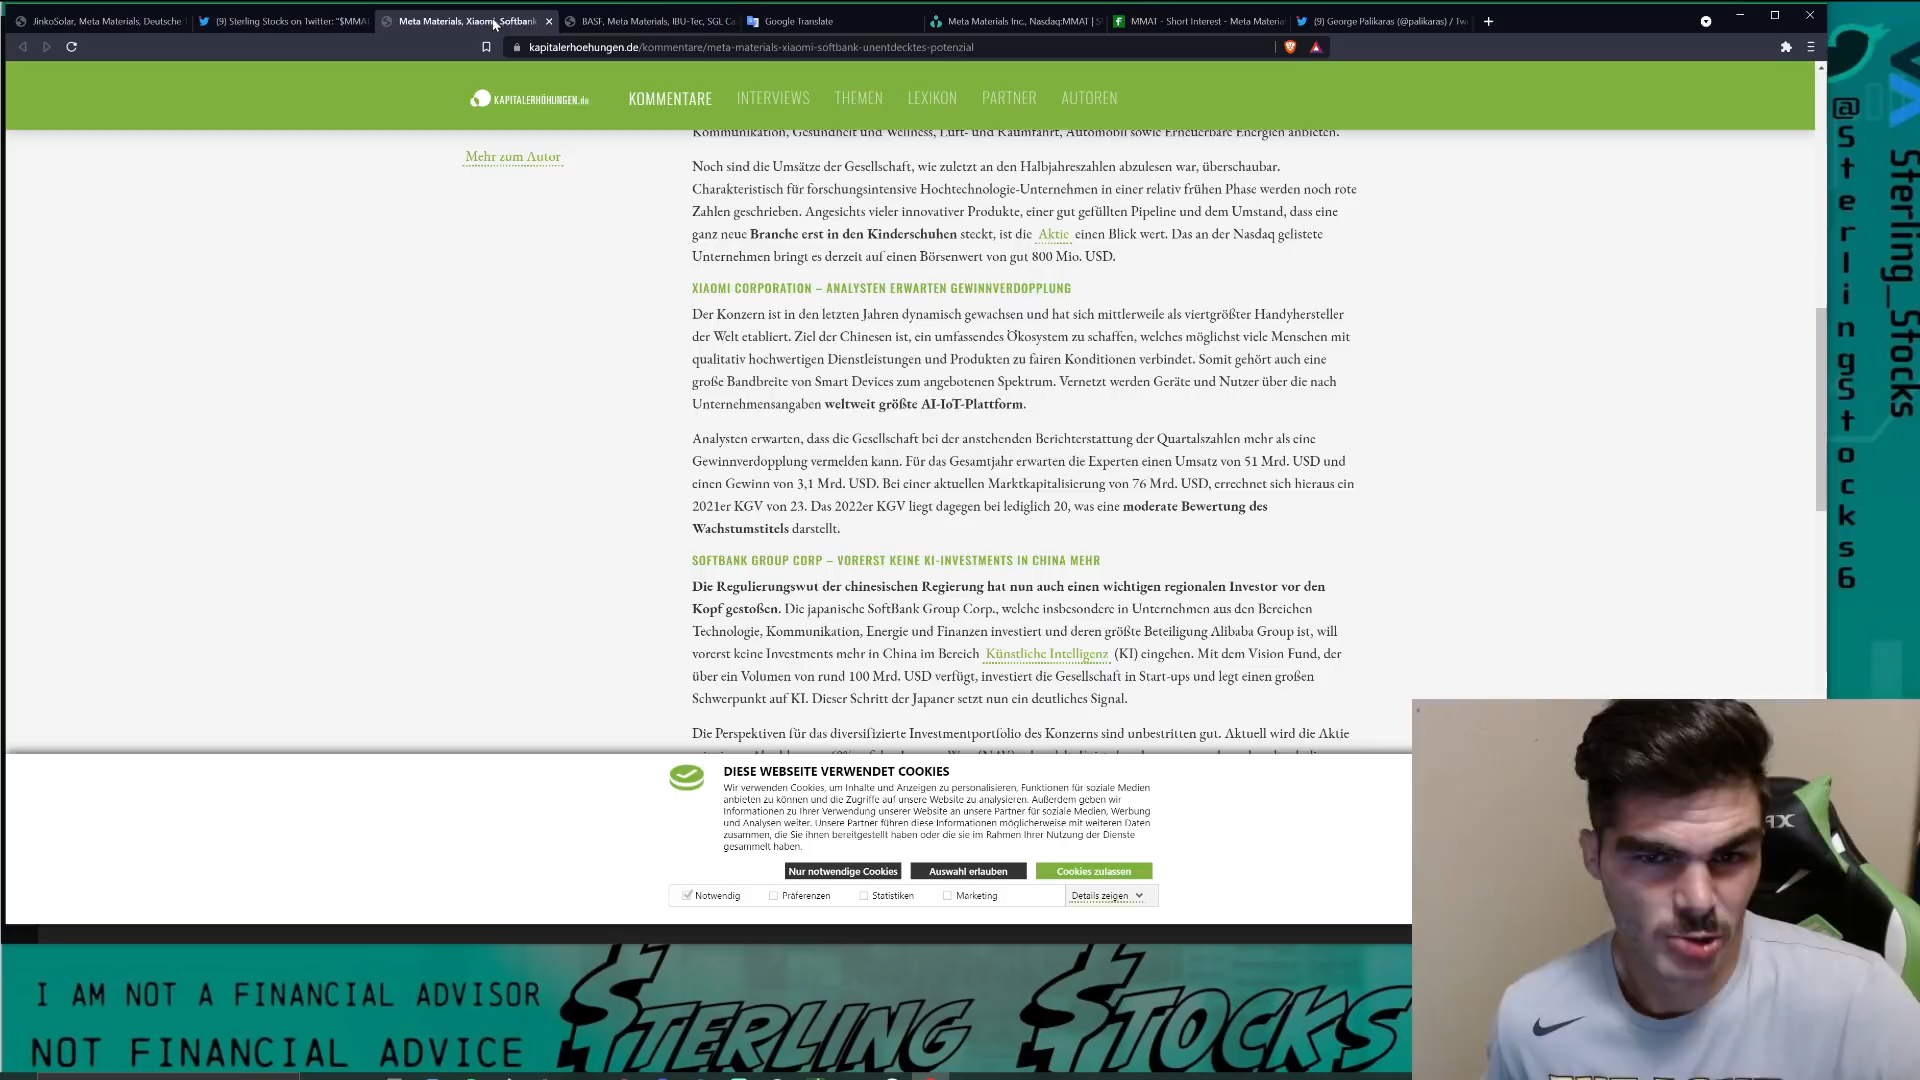 JinkoSolar, Meta Materials, Deutsche
(9) Sterling Stocks on Twitter: "$MMA
Meta Materials, Xiaomi, Softbank
BASF, Meta Materials, IBU-Tec, SGL Ca
Google Translate
Meta Materials Inc., Nasdaq:MMAT |
MMAT - Short Interest - Meta Material
(9) George Palikaras (@palikaras) / Tw
kapitalerhoehungen.de/kommentare/meta-materials-xiaomi-softbank-unentdecktes-potenzial
KAPITALERHÖHUNGEN.de
KOMMENTARE
INTERVIEWS
THEMEN
LEXIKON
PARTNER
AUTOREN
Kommunikation, Gesundheit und Wellness, Luft- und Raumfahrt, Automobil sowie Erneuerbare Energien anbieten.
Mehr zum Autor
Noch sind die Umsätze der Gesellschaft, wie zuletzt an den Halbjahreszahlen abzulesen war, überschaubar.
Charakteristisch für forschungsintensive Hochtechnologie-Unternehmen in einer relativ frühen Phase werden noch rote
Zahlen geschrieben. Angesichts vieler innovativer Produkte, einer gut gefüllten Pipeline und dem Umstand, dass eine
ganz neue Branche erst in den Kinderschuhen steckt, ist die Aktie einen Blick wert. Das an der Nasdaq gelistete
Unternehmen bringt es derzeit auf einen Börsenwert von gut 800 Mio. USD.
XIAOMI CORPORATION – ANALYSTEN ERWARTEN GEWINNVERDOPPLUNG
Der Konzern ist in den letzten Jahren dynamisch gewachsen und hat sich mittlerweile als viertgrößter Handyhersteller
der Welt etabliert. Ziel der Chinesen ist, ein umfassendes Ökosystem zu schaffen, welches möglichst viele Menschen mit
qualitativ hochwertigen Dienstleistungen und Produkten zu fairen Konditionen verbindet. Somit gehört auch eine
große Bandbreite von Smart Devices zum angebotenen Spektrum. Vernetzt werden Geräte und Nutzer über die nach
Unternehmensangaben weltweit größte AI-IoT-Plattform.
Analysten erwarten, dass die Gesellschaft bei der anstehenden Berichterstattung der Quartalszahlen mehr als eine
Gewinnverdopplung vermelden kann. Für das Gesamtjahr erwarten die Experten einen Umsatz von 51 Mrd. USD und
einen Gewinn von 3,1 Mrd. USD. Bei einer aktuellen Marktkapitalisierung von 76 Mrd. USD, errechnet sich hieraus ein
2021er KGV von 23. Das 2022er KGV liegt dagegen bei lediglich 20, was eine moderate Bewertung des
Wachstumstitels darstellt.
SOFTBANK GROUP CORP – VORERST KEINE KI-INVESTMENTS IN CHINA MEHR
Die Regulierungswut der chinesischen Regierung hat nun auch einen wichtigen regionalen Investor vor den
Kopf gestoßen. Die japanische SoftBank Group Corp., welche insbesondere in Unternehmen aus den Bereichen
Technologie, Kommunikation, Energie und Finanzen investiert und deren größte Beteiligung Alibaba Group ist, will
vorerst keine Investments mehr in China im Bereich Künstliche Intelligenz (KI) eingehen. Mit dem Vision Fund, der
über ein Volumen von rund 100 Mrd. USD verfügt, investiert die Gesellschaft in Start-ups und legt einen großen
Schwerpunkt auf KI. Dieser Schritt der Japaner setzt nun ein deutliches Signal.
Die Perspektiven für das diversifizierte Investmentportfolio des Konzerns sind unbestritten gut. Aktuell wird die Aktie
DIESE WEBSEITE VERWENDET COOKIES
Wir verwenden Cookies, um Inhalte und Anzeigen zu personalisieren, Funktionen für soziale Medien
anbieten zu können und die Zugriffe auf unsere Website zu analysieren. Außerdem geben wir
Informationen zu Ihrer Verwendung unserer Website an unsere Partner für soziale Medien, Werbung
und Analysen weiter. Unsere Partner führen diese Informationen möglicherweise mit weiteren Daten
zusammen, die Sie ihnen bereitgestellt haben oder die sie im Rahmen Ihrer Nutzung der Dienste
gesammelt haben.
Nur notwendige Cookies
Auswahl erlauben
Cookies zulassen
Notwendig
Präferenzen
Statistiken
Marketing
Details zeigen
@SterlingStocks6
Sterling_Stocks
I AM NOT A FINANCIAL ADVISOR
NOT FINANCIAL ADVICE
$TERLING $TOCKS